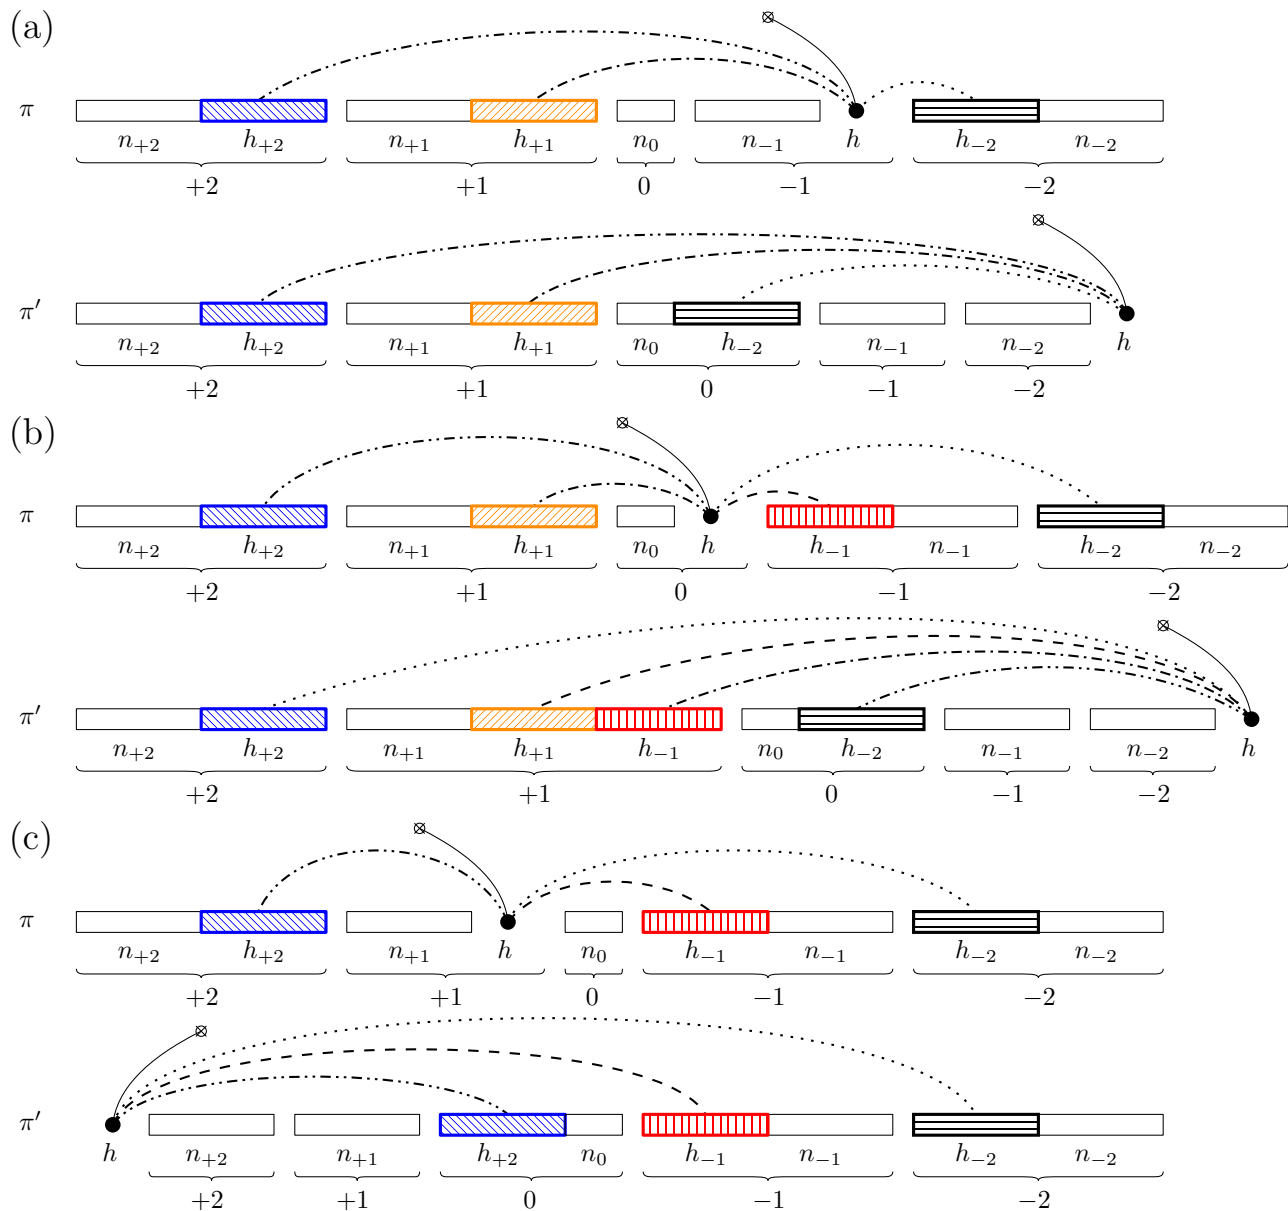 (a)
π
n₊₂ h₊₂ n₊₁ h₊₁ n₀ n₋₁ h h₋₂ n₋₂
+2 +1 0 −1 −2
π′
n₊₂ h₊₂ n₊₁ h₊₁ n₀ h₋₂ n₋₁ n₋₂ h
+2 +1 0 −1 −2
(b)
π
n₊₂ h₊₂ n₊₁ h₊₁ n₀ h h₋₁ n₋₁ h₋₂ n₋₂
+2 +1 0 −1 −2
π′
n₊₂ h₊₂ n₊₁ h₊₁ h₋₁ n₀ h₋₂ n₋₁ n₋₂ h
+2 +1 0 −1 −2
(c)
π
n₊₂ h₊₂ n₊₁ h n₀ h₋₁ n₋₁ h₋₂ n₋₂
+2 +1 0 −1 −2
π′
h n₊₂ n₊₁ h₊₂ n₀ h₋₁ n₋₁ h₋₂ n₋₂
+2 +1 0 −1 −2